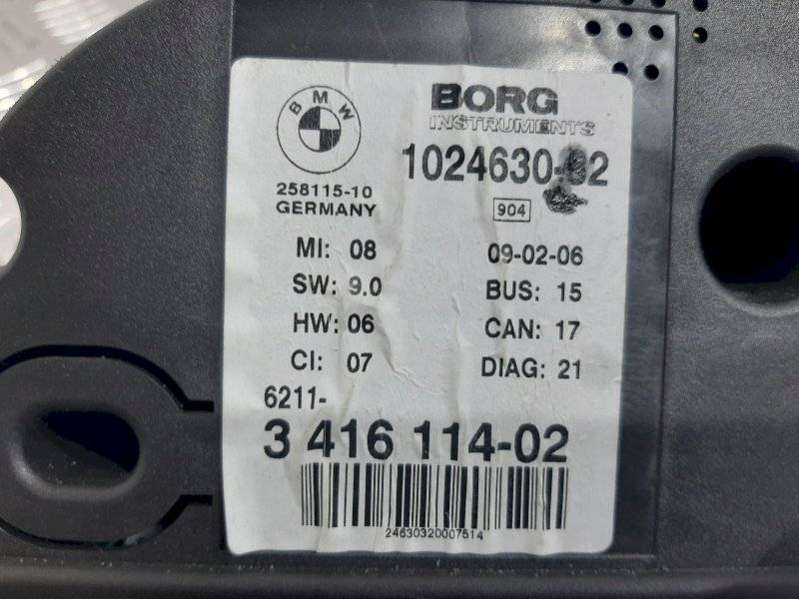 BMW
BORG
INSTRUMENTS
1024630-
258115-10
GERMANY
904
MI: 08
09-02-06
SW: 9.0
BUS: 15
HW: 06
CAN: 17
CI: 07
DIAG: 21
6211-
3 416 114-02
24630320007514